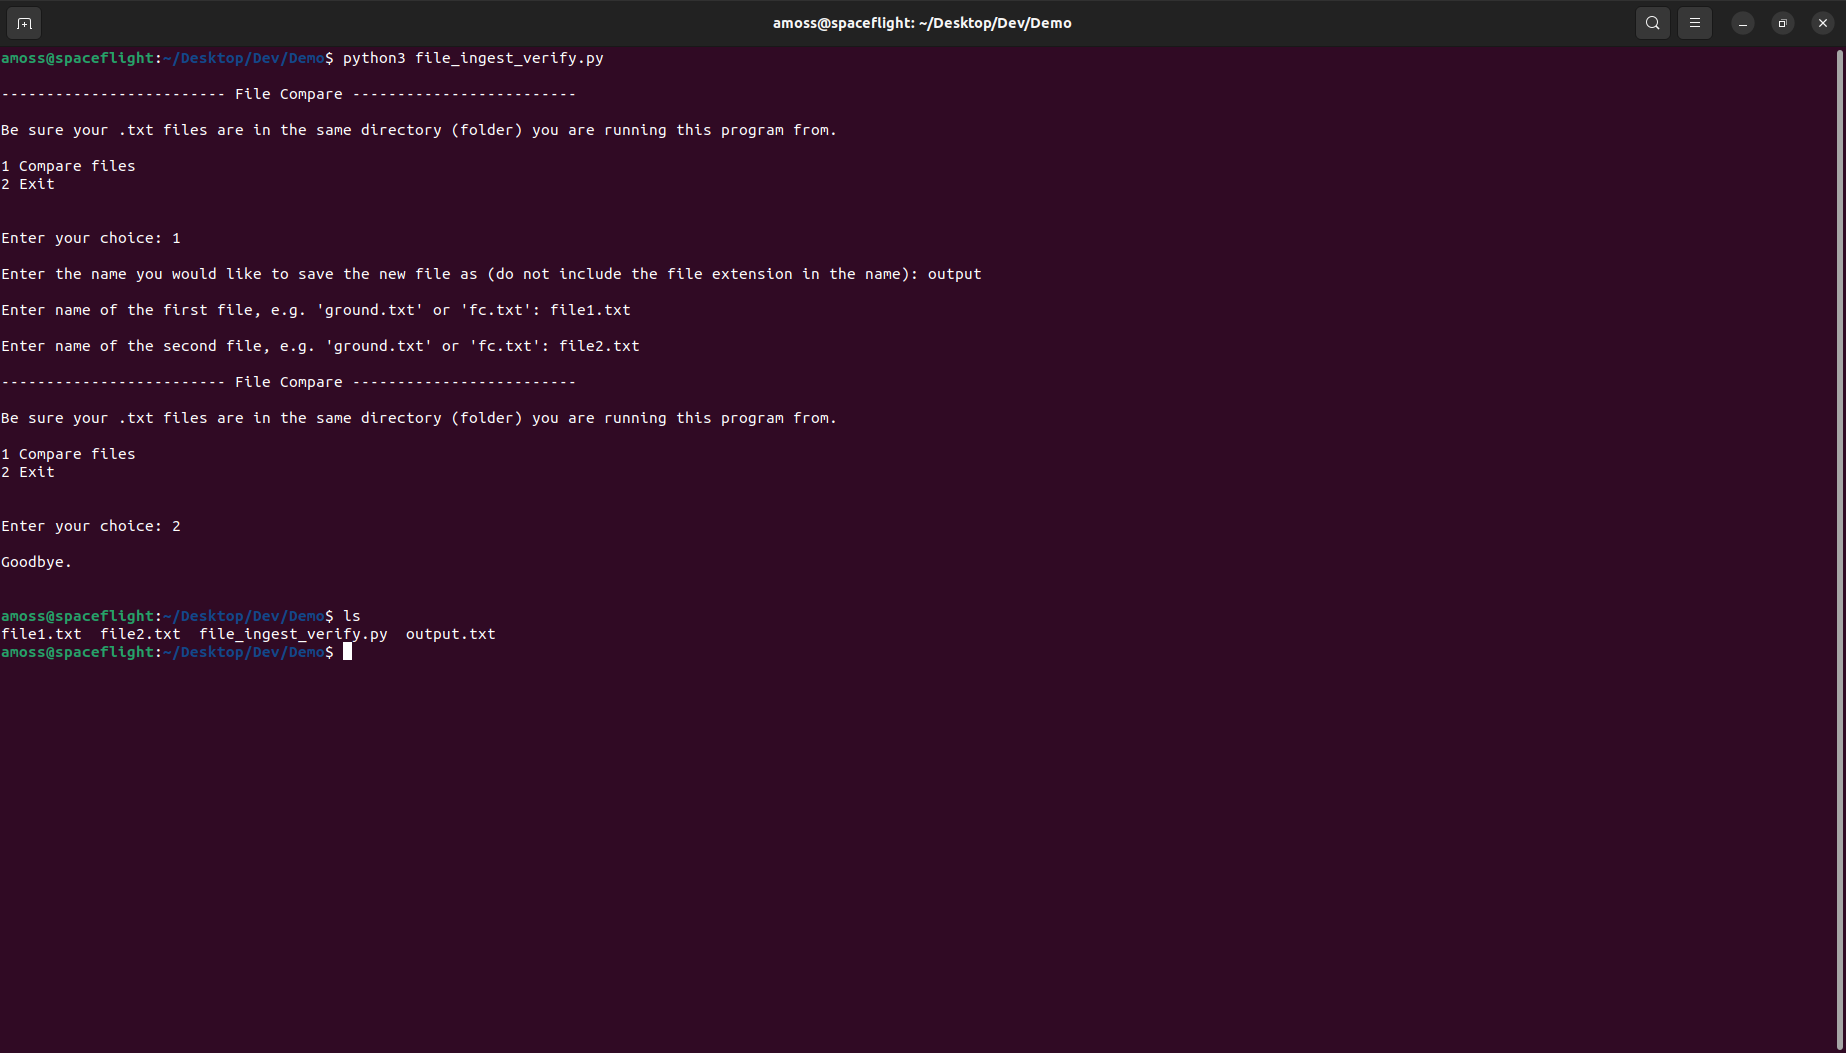 amoss@spaceflight: ~/Desktop/Dev/Demo
amoss@spaceflight:~/Desktop/Dev/Demo$ python3 file_ingest_verify.py
------------------------- File Compare -------------------------
Be sure your .txt files are in the same directory (folder) you are running this program from.
1 Compare files
2 Exit
Enter your choice: 1
Enter the name you would like to save the new file as (do not include the file extension in the name): output
Enter name of the first file, e.g. 'ground.txt' or 'fc.txt': file1.txt
Enter name of the second file, e.g. 'ground.txt' or 'fc.txt': file2.txt
------------------------- File Compare -------------------------
Be sure your .txt files are in the same directory (folder) you are running this program from.
1 Compare files
2 Exit
Enter your choice: 2
Goodbye.
amoss@spaceflight:~/Desktop/Dev/Demo$ ls
file1.txt  file2.txt  file_ingest_verify.py  output.txt
amoss@spaceflight:~/Desktop/Dev/Demo$